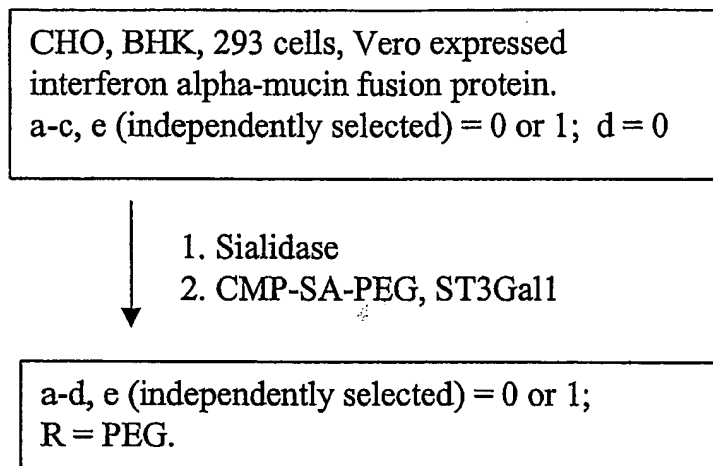 CHO, BHK, 293 cells, Vero expressed
interferon alpha-mucin fusion protein.
a-c, e (independently selected) = 0 or 1; d = 0
1. Sialidase
2. CMP-SA-PEG, ST3Gal1
a-d, e (independently selected) = 0 or 1;
R = PEG.